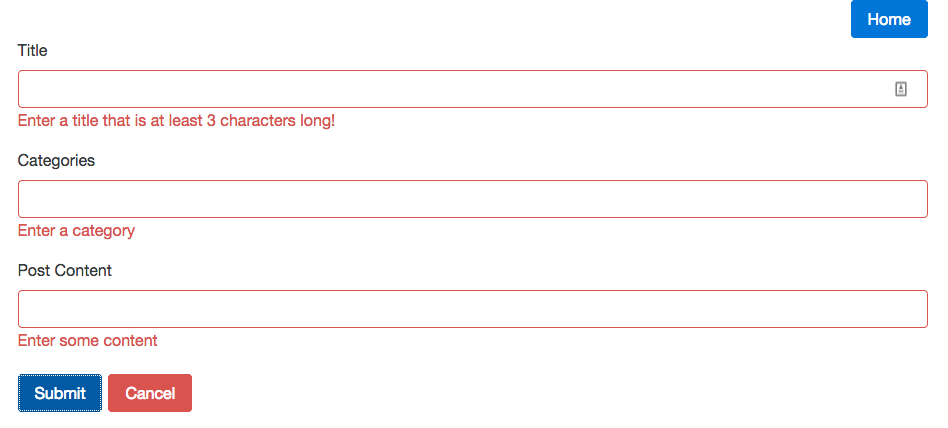 Home
Title
Enter a title that is at least 3 characters long!
Categories
Enter a category
Post Content
Enter some content
Submit Cancel